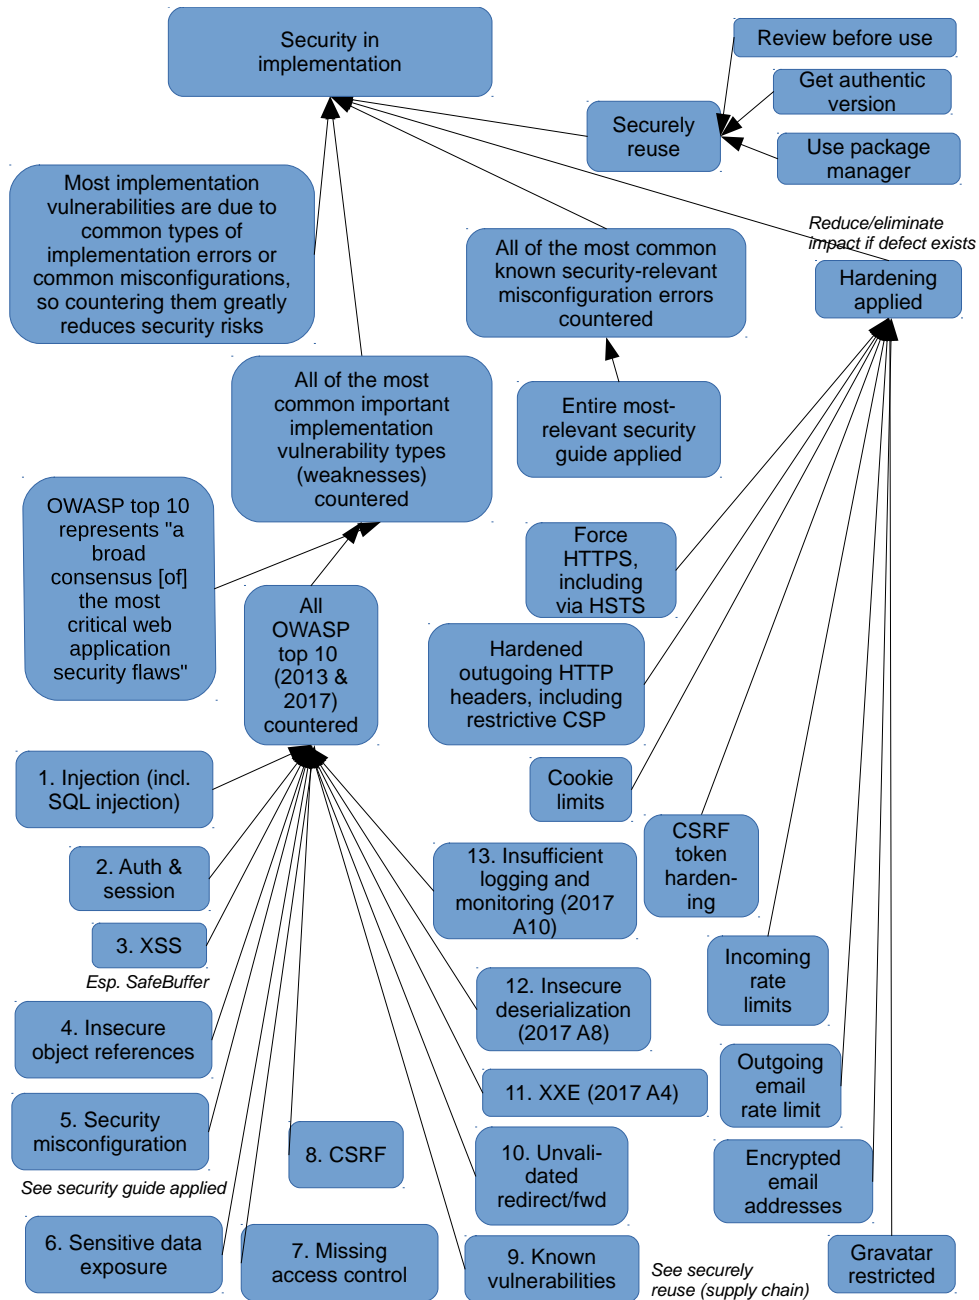 Security in
implementation
Review before use
Get authentic
version
Securely
reuse
Use package
manager
Most implementation
vulnerabilities are due to
common types of
implementation errors or
common misconfigurations,
so countering them greatly
reduces security risks
Reduce/eliminate
impact if defect exists
All of the most common
known security-relevant
misconfiguration errors
countered
Hardening
applied
All of the most
common important
implementation
vulnerability types
(weaknesses)
countered
Entire most-
relevant security
guide applied
OWASP top 10
represents "a
broad
consensus [of]
the most
critical web
application
security flaws"
Force
HTTPS,
including
via HSTS
All
OWASP
top 10
(2013 &
2017)
countered
Hardened
outugoing HTTP
headers, including
restrictive CSP
1. Injection (incl.
SQL injection)
Cookie
limits
2. Auth &
session
13. Insufficient
logging and
monitoring (2017
A10)
CSRF
token
harden-
ing
3. XSS
Esp. SafeBuffer
Incoming
rate
limits
12. Insecure
deserialization
(2017 A8)
4. Insecure
object references
11. XXE (2017 A4)
Outgoing
email
rate limit
5. Security
misconfiguration
See security guide applied
8. CSRF
10. Unvali-
dated
redirect/fwd
Encrypted
email
addresses
6. Sensitive data
exposure
7. Missing
access control
9. Known
vulnerabilities
See securely
reuse (supply chain)
Gravatar
restricted